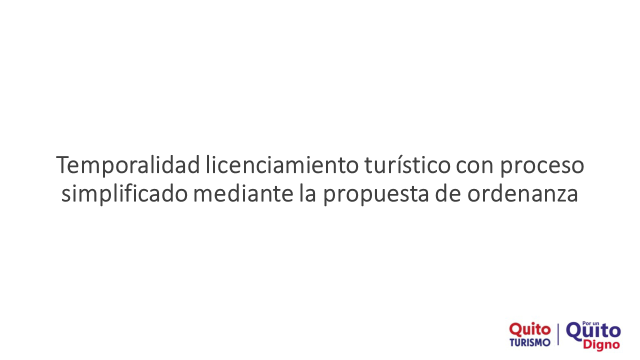 Temporalidad licenciamiento turístico con proceso
simplificado mediante la propuesta de ordenanza
Quito
TURISMO
Por un
Quito
Digno